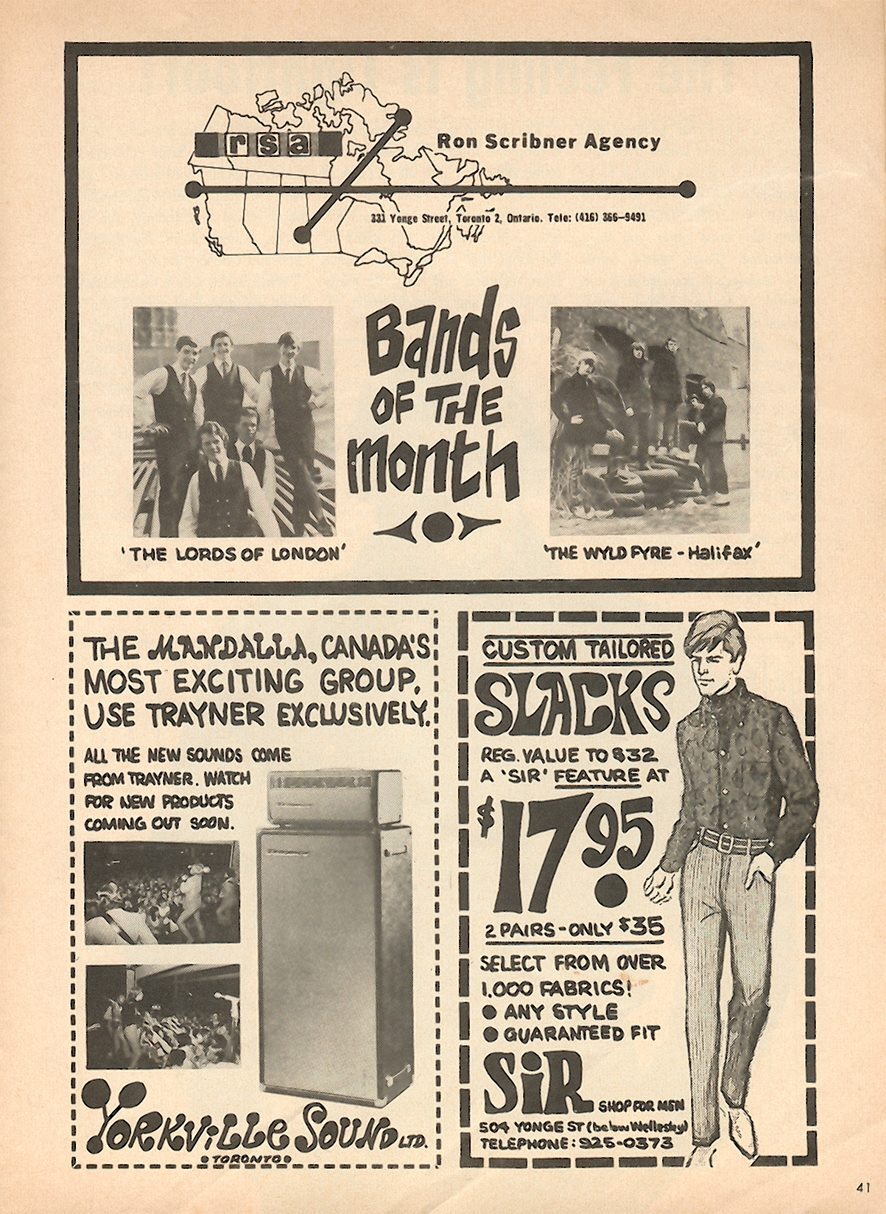 rsa
Ron Scribner Agency
331 Yonge Street, Toronto 2, Ontario. Tele: (416) 366-9491
Bands
OF THE
month
'THE LORDS OF LONDON'
'THE WYLD FYRE - Halifax'
THE MANDALLA, CANADA'S
MOST EXCITING GROUP,
USE TRAYNER EXCLUSIVELY.
ALL THE NEW SOUNDS COME
FROM TRAYNER. WATCH
FOR NEW PRODUCTS
COMING OUT SOON.
YORKVILLE SOUND LTD.
TORONTO
CUSTOM TAILORED
SLACKS
REG. VALUE TO $32
A 'SIR' FEATURE AT
$17.95
2 PAIRS - ONLY $35
SELECT FROM OVER
1,000 FABRICS!
● ANY STYLE
● GUARANTEED FIT
SiR SHOP FOR MEN
504 YONGE ST (below Wellesley)
TELEPHONE: 925-0373
41